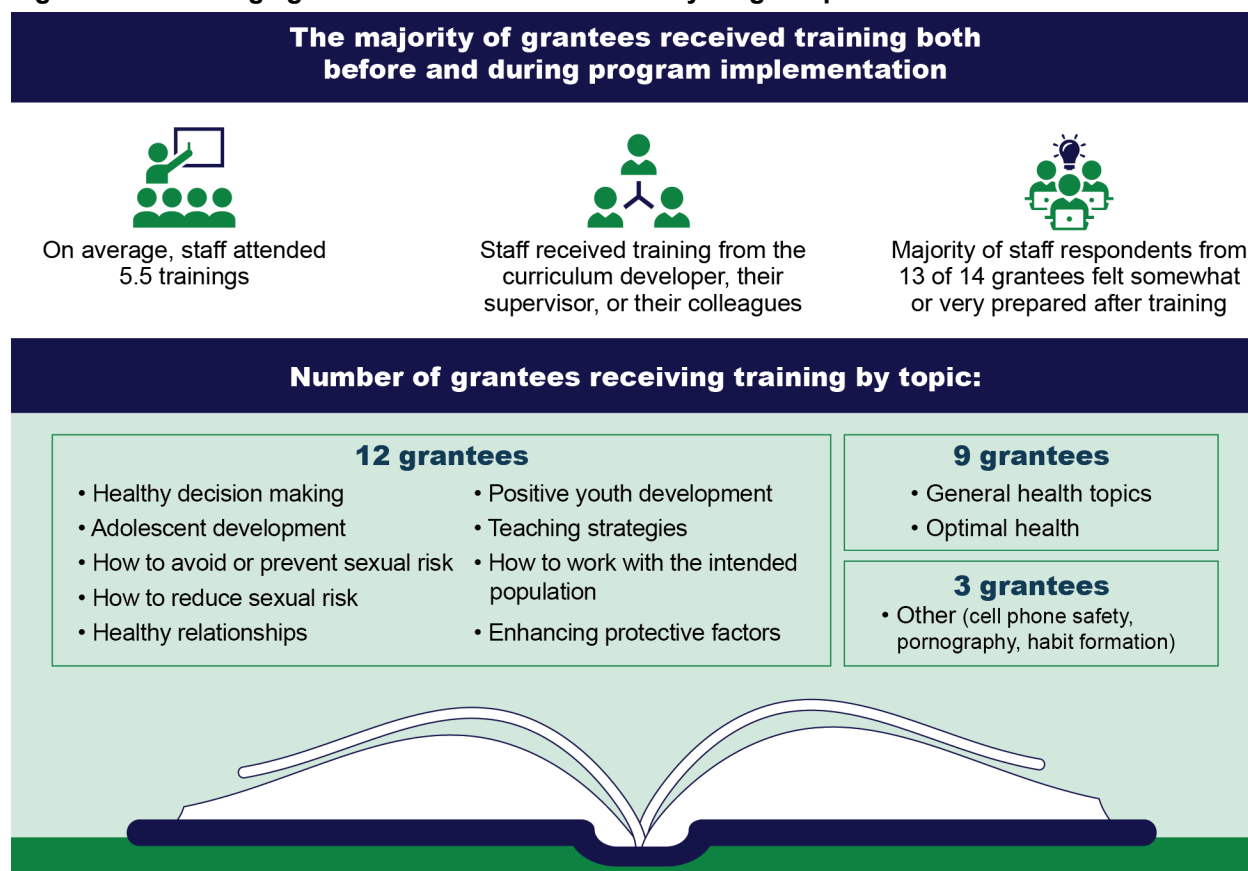 The majority of grantees received training both
before and during program implementation
On average, staff attended
5.5 trainings
Staff received training from the
curriculum developer, their
supervisor, or their colleagues
Majority of staff respondents from
13 of 14 grantees felt somewhat
or very prepared after training
Number of grantees receiving training by topic:
12 grantees
• Healthy decision making
• Adolescent development
• How to avoid or prevent sexual risk
• How to reduce sexual risk
• Healthy relationships
• Positive youth development
• Teaching strategies
• How to work with the intended
population
• Enhancing protective factors
9 grantees
• General health topics
• Optimal health
3 grantees
• Other (cell phone safety,
pornography, habit formation)